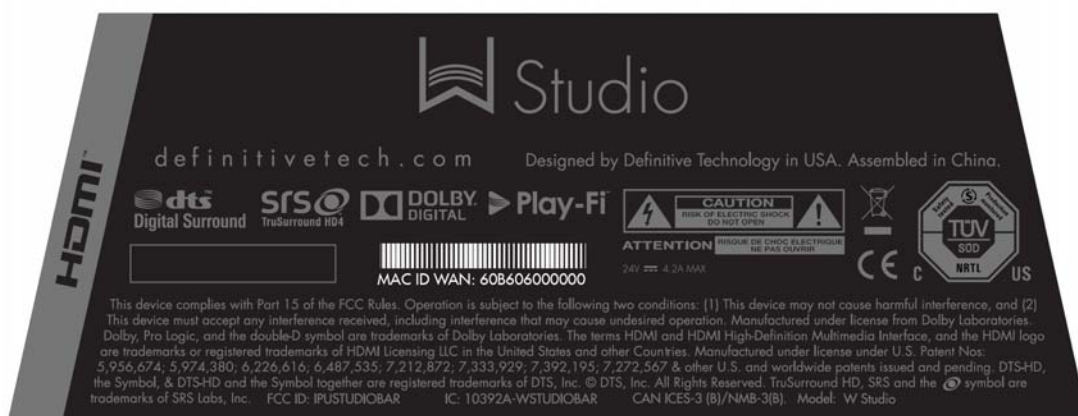 W Studio
HDMI™
definitivetech.com
Designed by Definitive Technology in USA. Assembled in China.
dts™
Digital Surround
SRS
TruSurround HD4
DOLBY
DIGITAL
Play-Fi™
CAUTION
RISK OF ELECTRIC SHOCK
DO NOT OPEN
ATTENTION
RISQUE DE CHOC ELECTRIQUE
NE PAS OUVRIR
24V 4.2A MAX
CE
TÜV
SÜD
NRTL
C US
MAC ID WAN: 60B606000000
This device complies with Part 15 of the FCC Rules. Operation is subject to the following two conditions: (1) This device may not cause harmful interference, and (2)
This device must accept any interference received, including interference that may cause undesired operation. Manufactured under license from Dolby Laboratories.
Dolby, Pro Logic, and the double-D symbol are trademarks of Dolby Laboratories. The terms HDMI and HDMI High-Definition Multimedia Interface, and the HDMI logo
are trademarks or registered trademarks of HDMI Licensing LLC in the United States and other Countries. Manufactured under license under U.S. Patent Nos:
5,956,674; 5,974,380; 6,226,616; 6,487,535; 7,212,872; 7,333,929; 7,392,195; 7,272,567 & other U.S. and worldwide patents issued and pending. DTS-HD,
the Symbol, & DTS-HD and the Symbol together are registered trademarks of DTS, Inc. © DTS, Inc. All Rights Reserved. TruSurround HD, SRS and the symbol are
trademarks of SRS Labs, Inc. FCC ID: IPUSTUDIOBAR IC: 10392A-WSTUDIOBAR CAN ICES-3 (B)/NMB-3(B). Model: W Studio